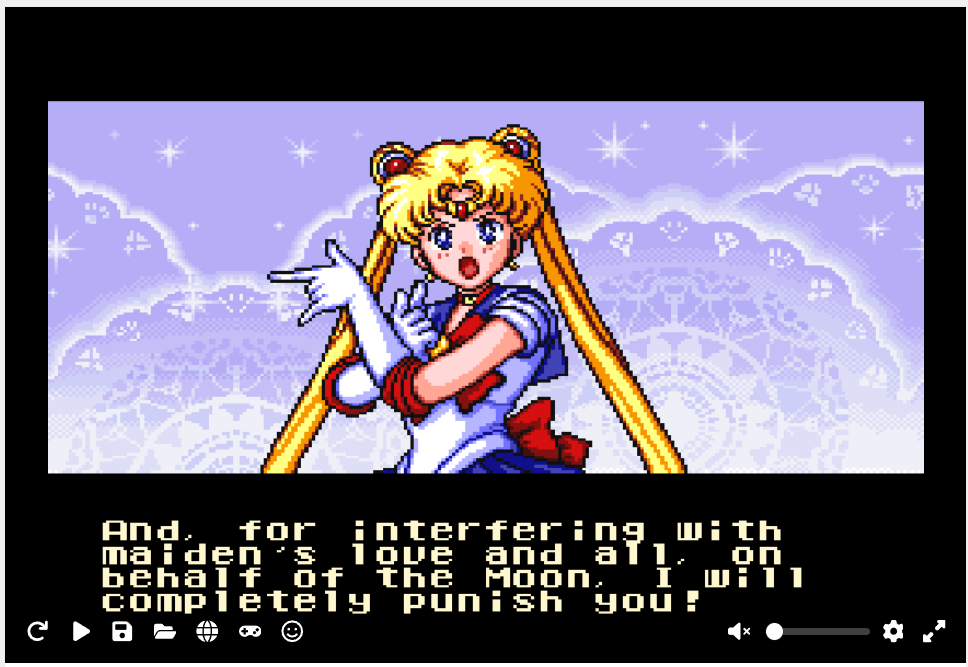 And, for interfering with
maiden's love and all, on
behalf of the Moon, I will
completely punish you!